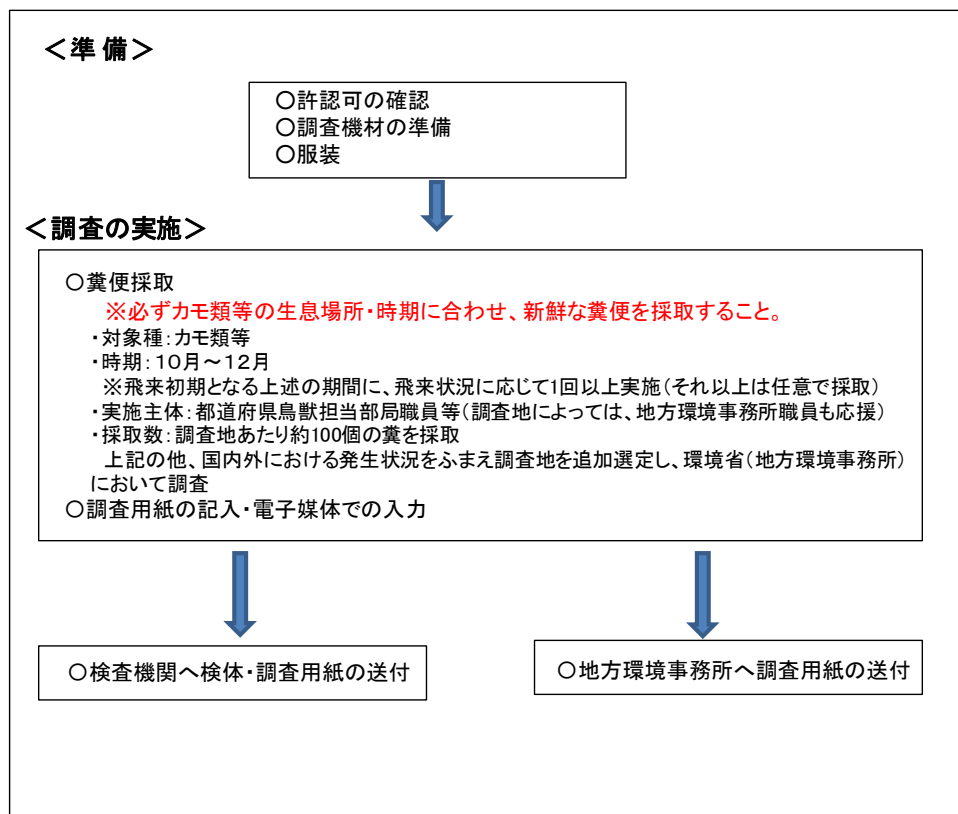 ＜準 備＞
○許認可の確認
○調査機材の準備
○服装
＜調査の実施＞
○糞便採取
※必ずカモ類等の生息場所・時期に合わせ、新鮮な糞便を採取すること。
・対象種：カモ類等
・時期：１０月～１２月
※飛来初期となる上述の期間に、飛来状況に応じて1回以上実施（それ以上は任意で採取）
・実施主体：都道府県鳥獣担当部局職員等（調査地によっては、地方環境事務所職員も応援）
・採取数：調査地あたり約100個の糞を採取
上記の他、国内外における発生状況をふまえ調査地を追加選定し、環境省（地方環境事務所）
において調査
○調査用紙の記入・電子媒体での入力
○検査機関へ検体・調査用紙の送付
○地方環境事務所へ調査用紙の送付